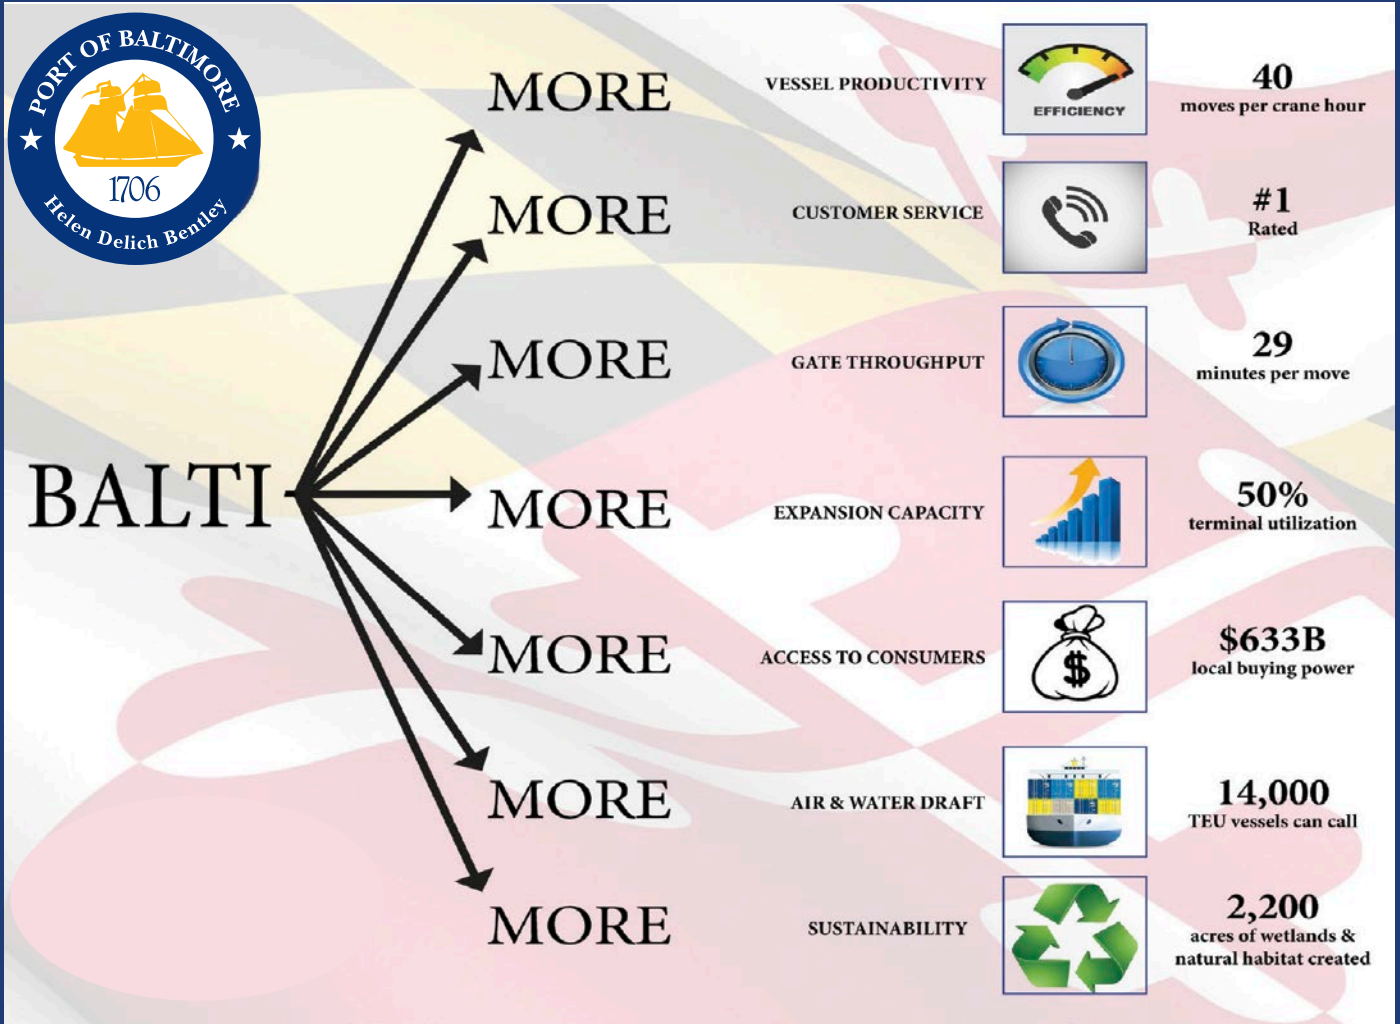 PORT OF BALTIMORE
1706
Helen Delich Bentley
BALTI
MORE
VESSEL PRODUCTIVITY
EFFICIENCY
40
moves per crane hour
MORE
CUSTOMER SERVICE
#1
Rated
MORE
GATE THROUGHPUT
29
minutes per move
MORE
EXPANSION CAPACITY
50%
terminal utilization
MORE
ACCESS TO CONSUMERS
$
$633B
local buying power
MORE
AIR & WATER DRAFT
14,000
TEU vessels can call
MORE
SUSTAINABILITY
2,200
acres of wetlands &
natural habitat created